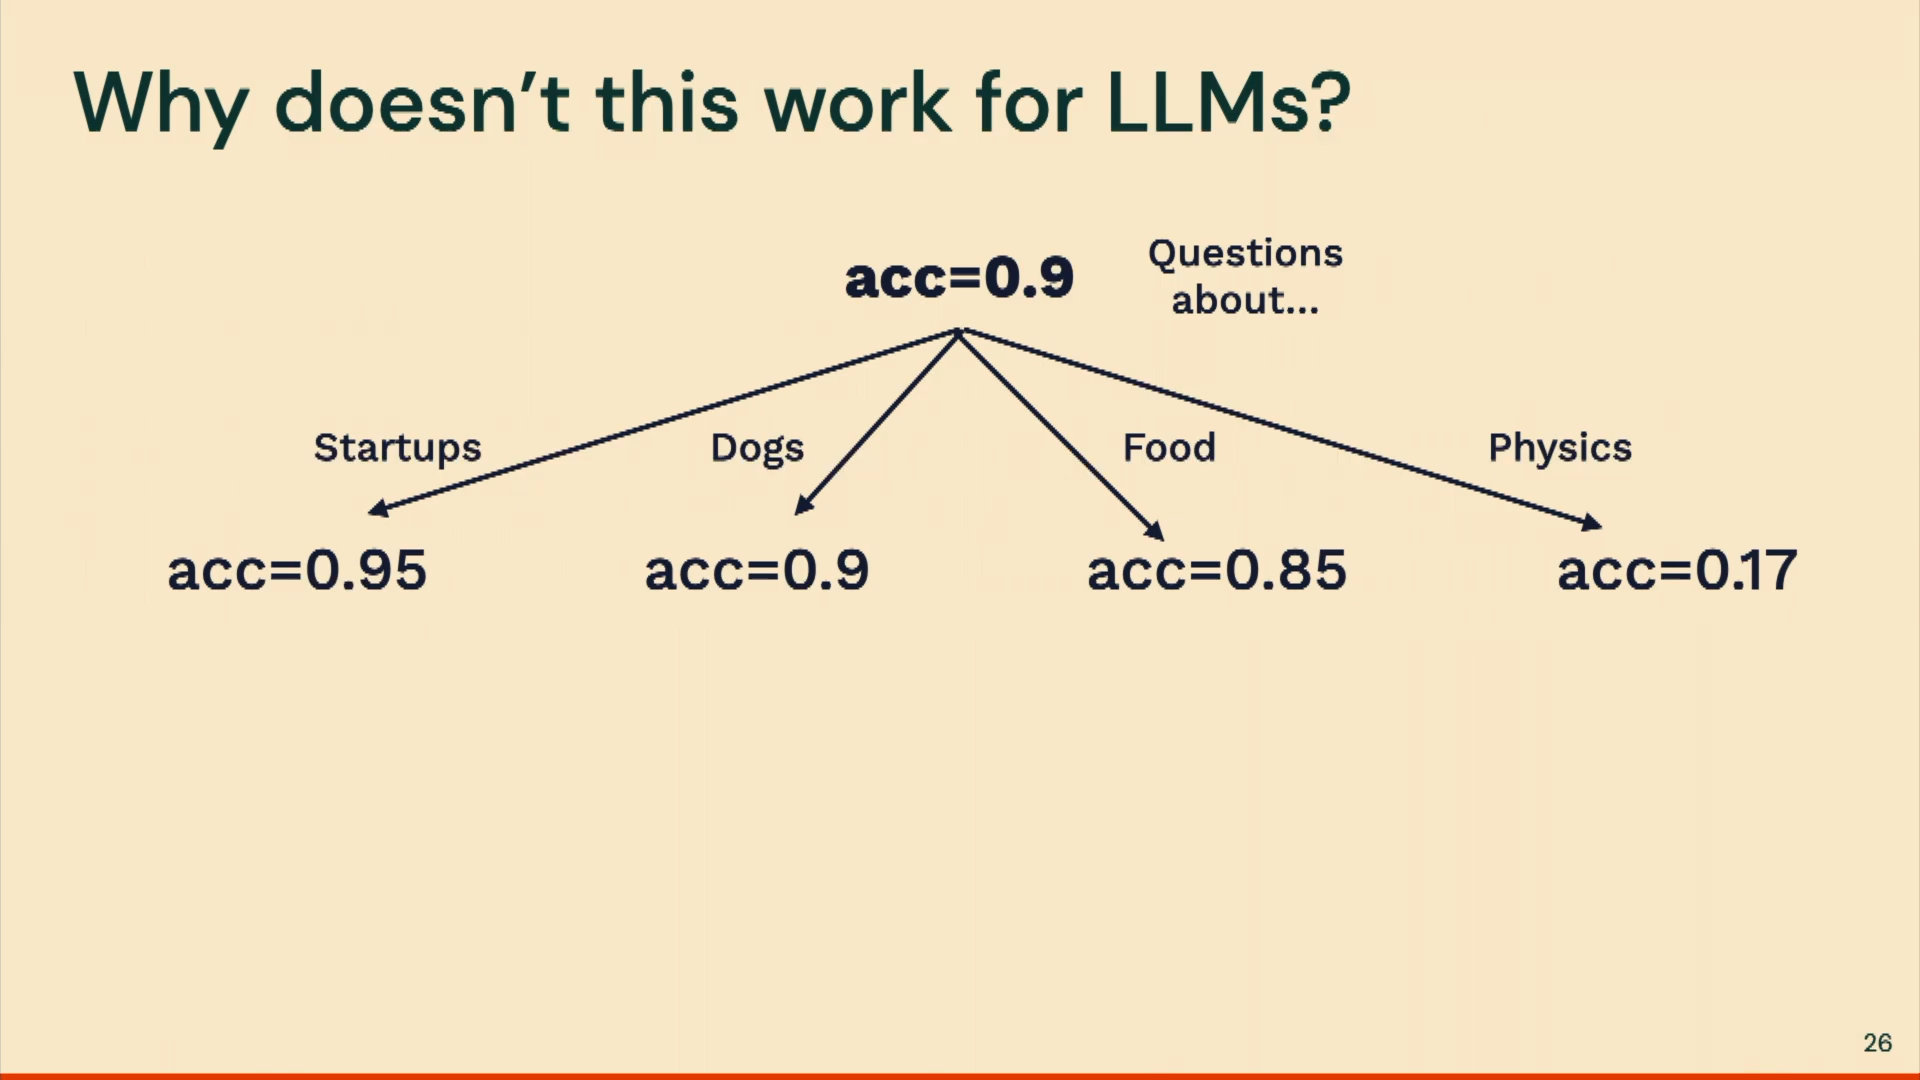 Why doesn’t this work for LLMs?
acc=0.9
Questions
about...
Startups
Dogs
Food
Physics
acc=0.95
acc=0.9
acc=0.85
acc=0.17
26